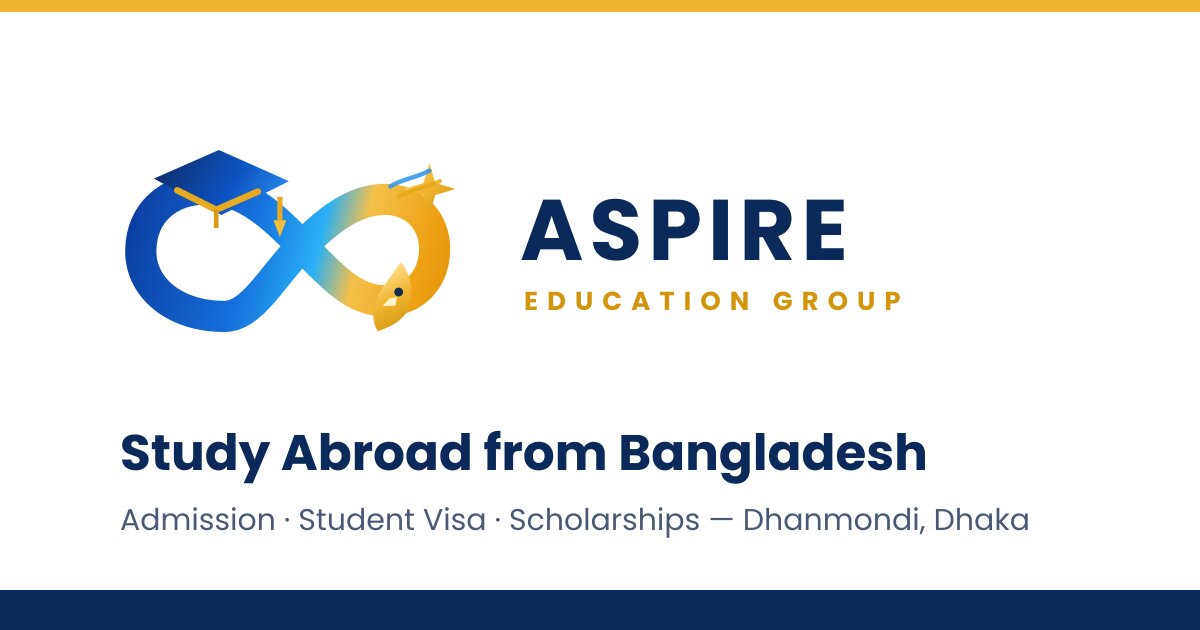 ASPIRE
EDUCATION GROUP
Study Abroad from Bangladesh
Admission · Student Visa · Scholarships — Dhanmondi, Dhaka